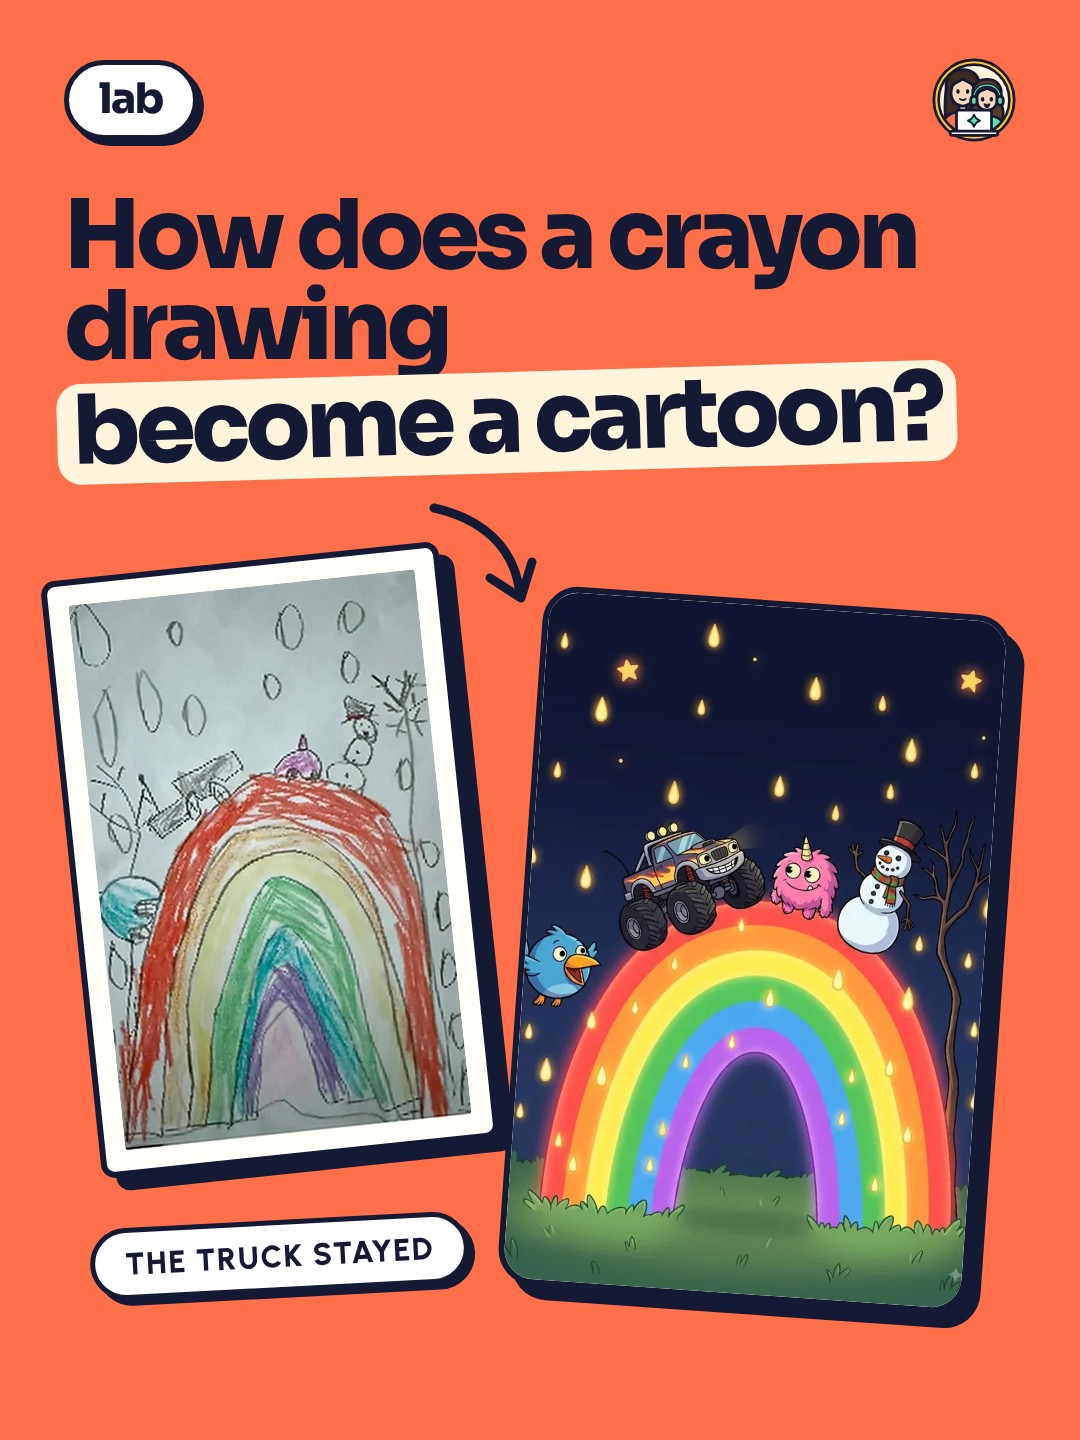 lab
How does a crayon
drawing
become a cartoon?
THE TRUCK STAYED